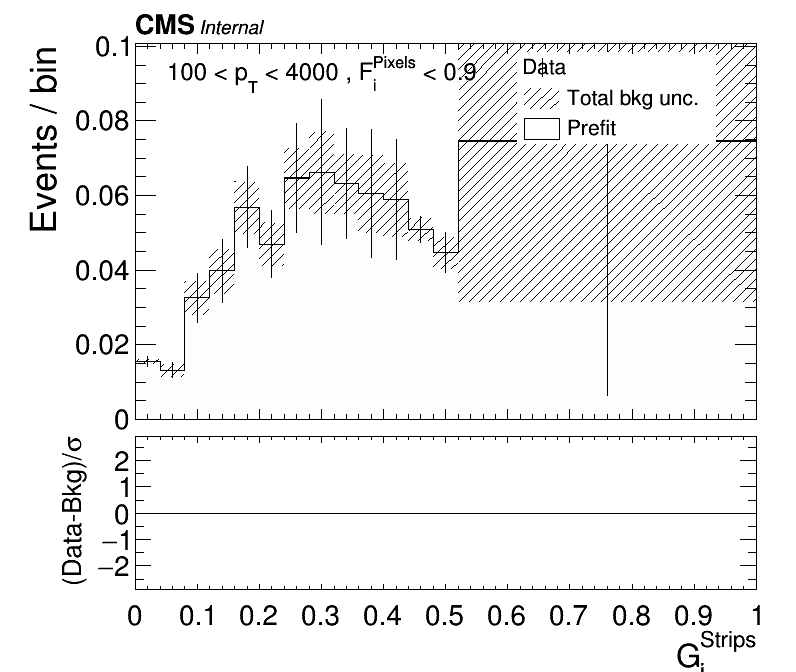 CMS Internal
100 < p_T < 4000 , F_i^Pixels < 0.9
Data
Total bkg unc.
Prefit
Events / bin
0.1
0.08
0.06
0.04
0.02
0
(Data-Bkg)/σ
2
1
0
−1
−2
0 0.1 0.2 0.3 0.4 0.5 0.6 0.7 0.8 0.9 1
G_i^Strips